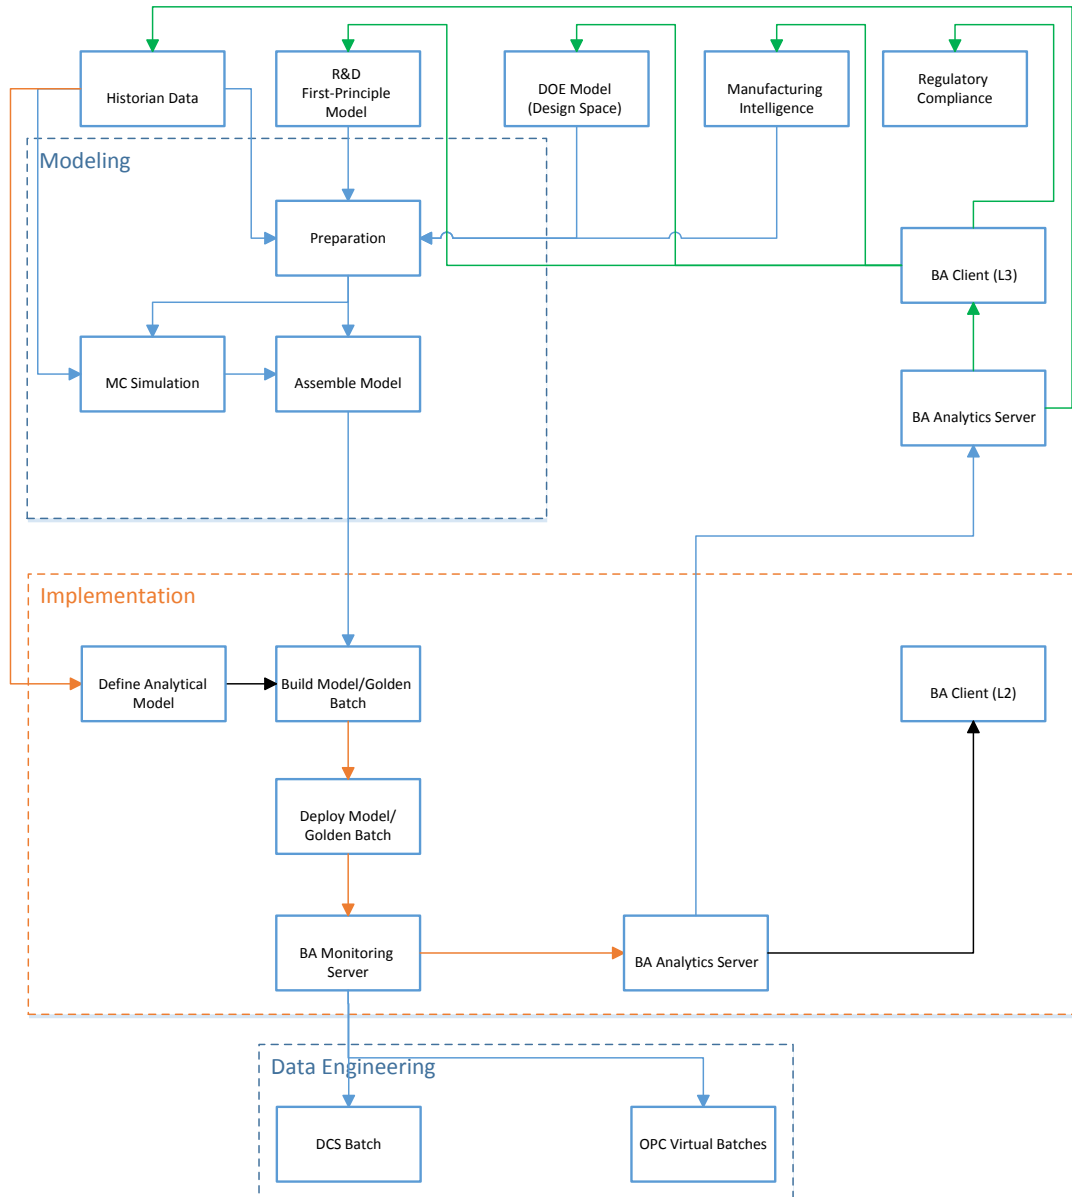 Historian Data
R&D
First-Principle
Model
DOE Model
(Design Space)
Manufacturing
Intelligence
Regulatory
Compliance
Modeling
Preparation
BA Client (L3)
MC Simulation
Assemble Model
BA Analytics Server
Implementation
Define Analytical
Model
Build Model/Golden
Batch
BA Client (L2)
Deploy Model/
Golden Batch
BA Monitoring
Server
BA Analytics Server
Data Engineering
DCS Batch
OPC Virtual Batches